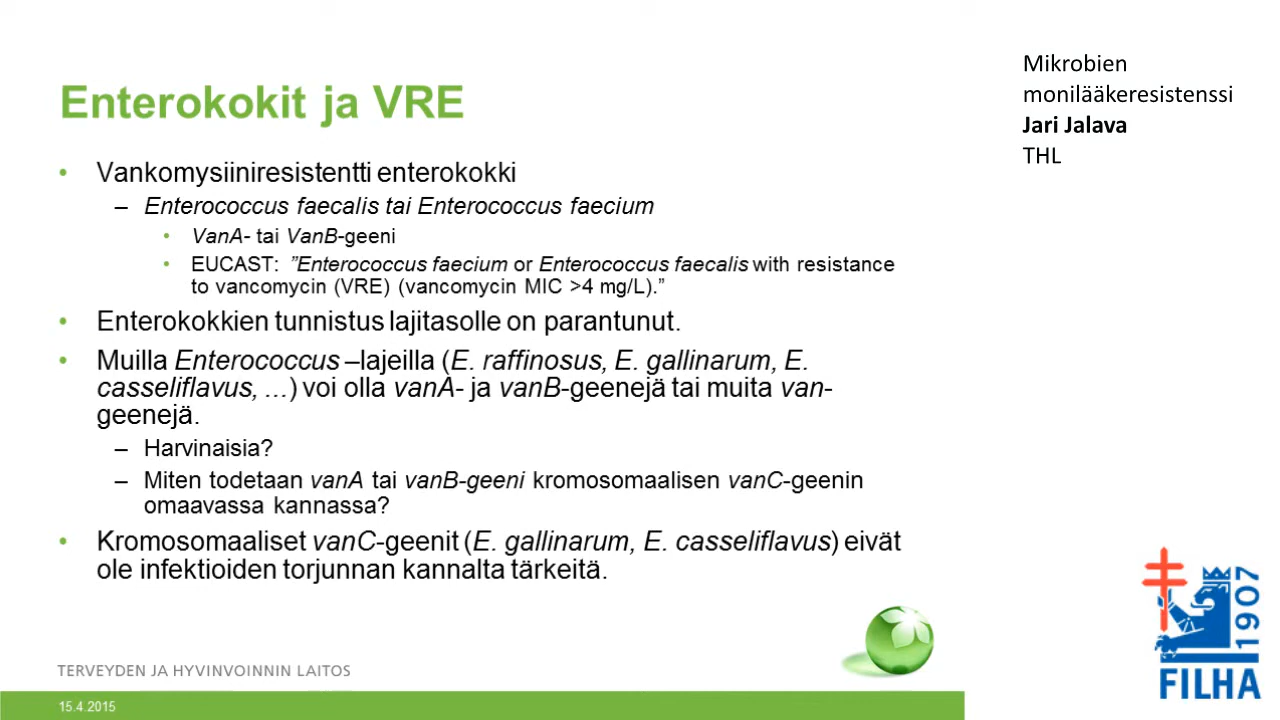 Enterokokit ja VRE
• Vankomysiiniresistentti enterokokki
– Enterococcus faecalis tai Enterococcus faecium
• VanA- tai VanB-geeni
• EUCAST: ”Enterococcus faecium or Enterococcus faecalis with resistance
to vancomycin (VRE) (vancomycin MIC >4 mg/L).”
• Enterokokkien tunnistus lajitasolle on parantunut.
• Muilla Enterococcus –lajeilla (E. raffinosus, E. gallinarum, E.
casseliflavus, ...) voi olla vanA- ja vanB-geenejä tai muita van-
geenejä.
– Harvinaisia?
– Miten todetaan vanA tai vanB-geeni kromosomaalisen vanC-geenin
omaavassa kannassa?
• Kromosomaaliset vanC-geenit (E. gallinarum, E. casseliflavus) eivät
ole infektioiden torjunnan kannalta tärkeitä.
TERVEYDEN JA HYVINVOINNIN LAITOS
15.4.2015
Mikrobien
monilääkeresistenssi
Jari Jalava
THL
1907
FILHA